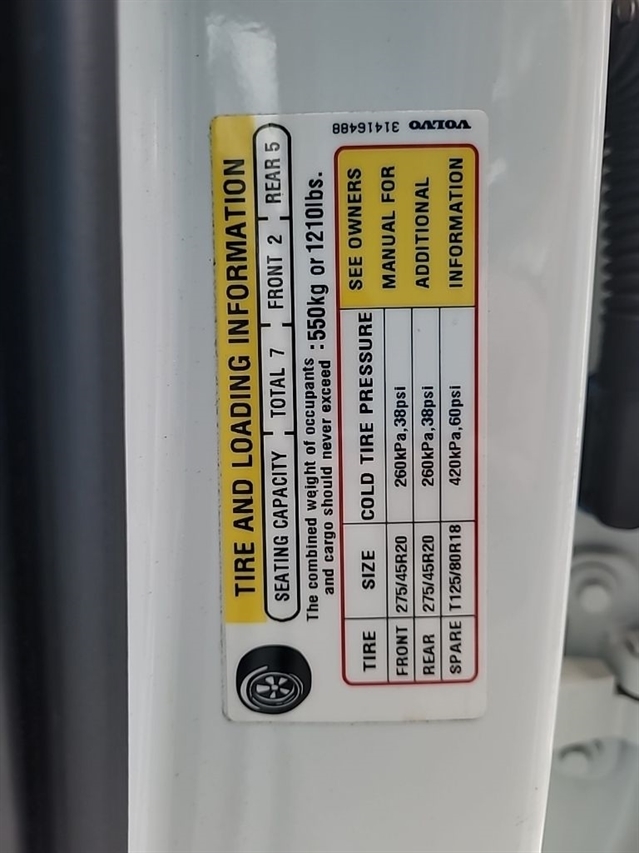 TIRE AND LOADING INFORMATION
SEATING CAPACITY TOTAL 7 FRONT 2 REAR 5
The combined weight of occupants
and cargo should never exceed : 550kg or 1210lbs.
TIRE SIZE COLD TIRE PRESSURE
FRONT 275/45R20 260kPa,38psi
REAR 275/45R20 260kPa,38psi
SPARE T125/80R18 420kPa,60psi
SEE OWNERS
MANUAL FOR
ADDITIONAL
INFORMATION
VOLVO 31416488